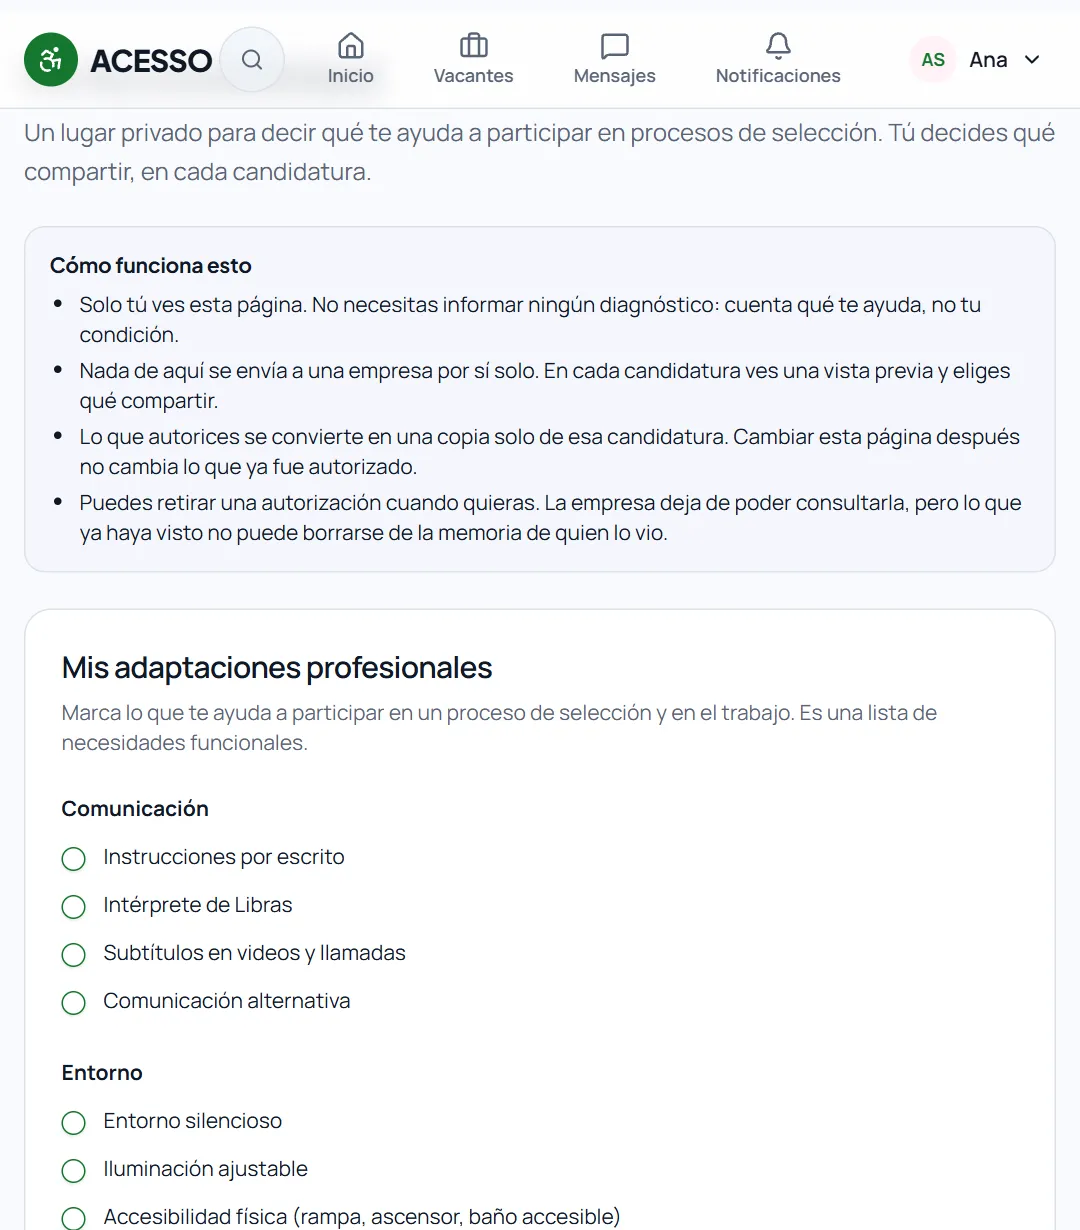 ACESSO
Inicio
Vacantes
Mensajes
Notificaciones
AS
Ana
Un lugar privado para decir qué te ayuda a participar en procesos de selección. Tú decides qué
compartir, en cada candidatura.
Cómo funciona esto
• Solo tú ves esta página. No necesitas informar ningún diagnóstico: cuenta qué te ayuda, no tu
condición.
• Nada de aquí se envía a una empresa por sí solo. En cada candidatura ves una vista previa y eliges
qué compartir.
• Lo que autorices se convierte en una copia solo de esa candidatura. Cambiar esta página después
no cambia lo que ya fue autorizado.
• Puedes retirar una autorización cuando quieras. La empresa deja de poder consultarla, pero lo que
ya haya visto no puede borrarse de la memoria de quien lo vio.
Mis adaptaciones profesionales
Marca lo que te ayuda a participar en un proceso de selección y en el trabajo. Es una lista de
necesidades funcionales.
Comunicación
Instrucciones por escrito
Intérprete de Libras
Subtítulos en videos y llamadas
Comunicación alternativa
Entorno
Entorno silencioso
Iluminación ajustable
Accesibilidad física (rampa, ascensor, baño accesible)